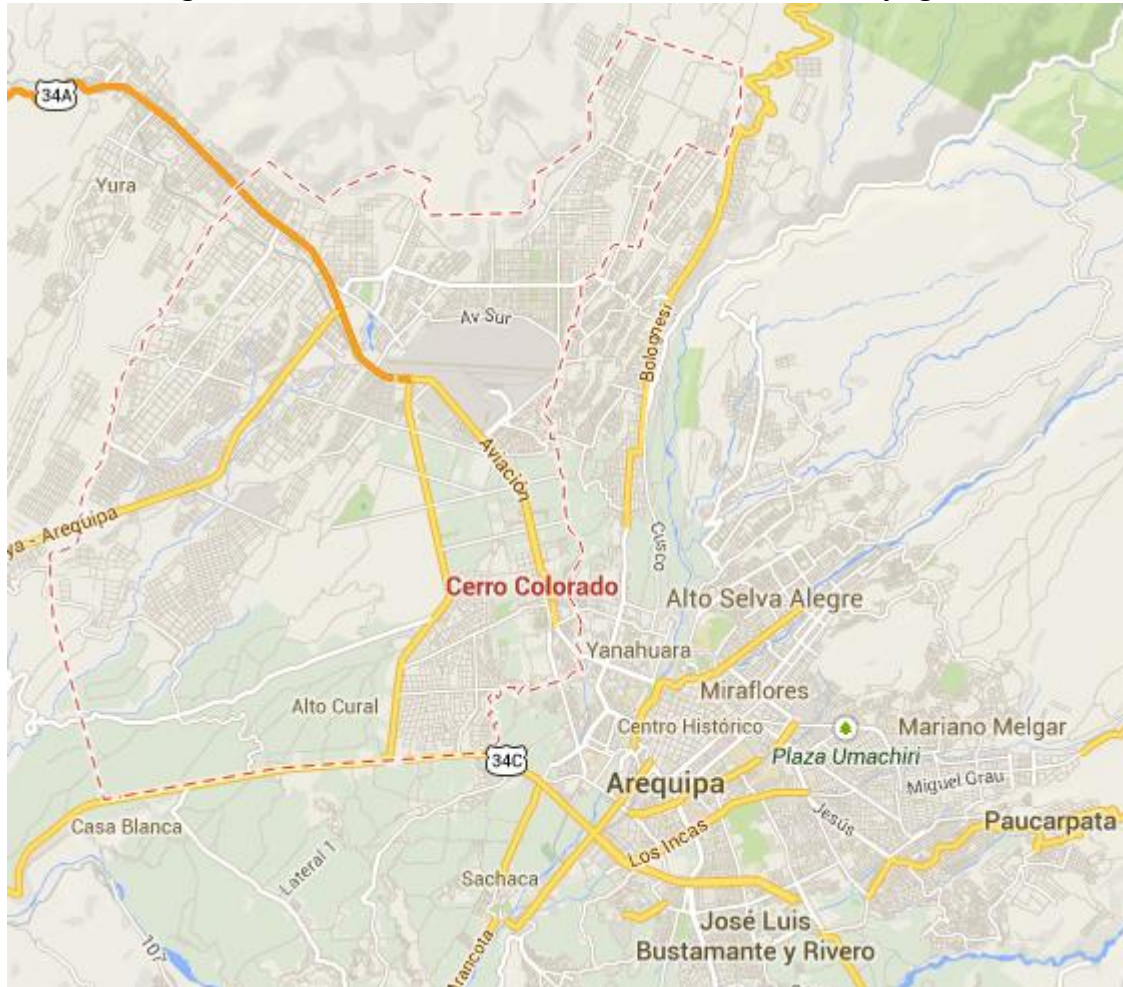 34A
Yura
Av Sur
Bolognesi
Aviación
ya - Arequipa
Cusco
Cerro Colorado
Alto Selva Alegre
Yanahuara
Miraflores
Alto Cural
Centro Histórico
Mariano Melgar
34C
Plaza Umachiri
Arequipa
Miguel Grau
Jesús
Paucarpata
Casa Blanca
Los Incas
Lateral 1
Sachaca
José Luis
Bustamante y Rivero
Arancota